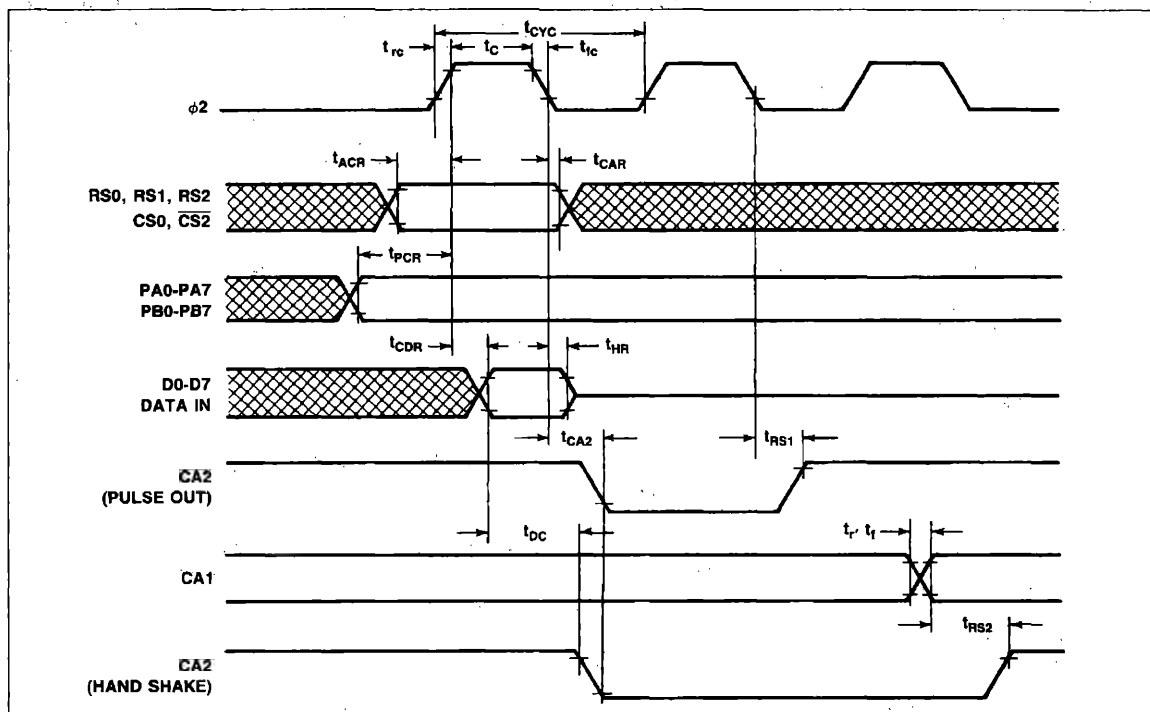 tCYC
trc
tC
tfc
ϕ2
tACR
tCAR
RS0, RS1, RS2
CS0, C̅S̅2̅
tPCR
PA0-PA7
PB0-PB7
tCDR
tHR
D0-D7
DATA IN
tCA2
tRS1
CA2
(PULSE OUT)
tDC
tr, tf
CA1
tRS2
CA2
(HAND SHAKE)